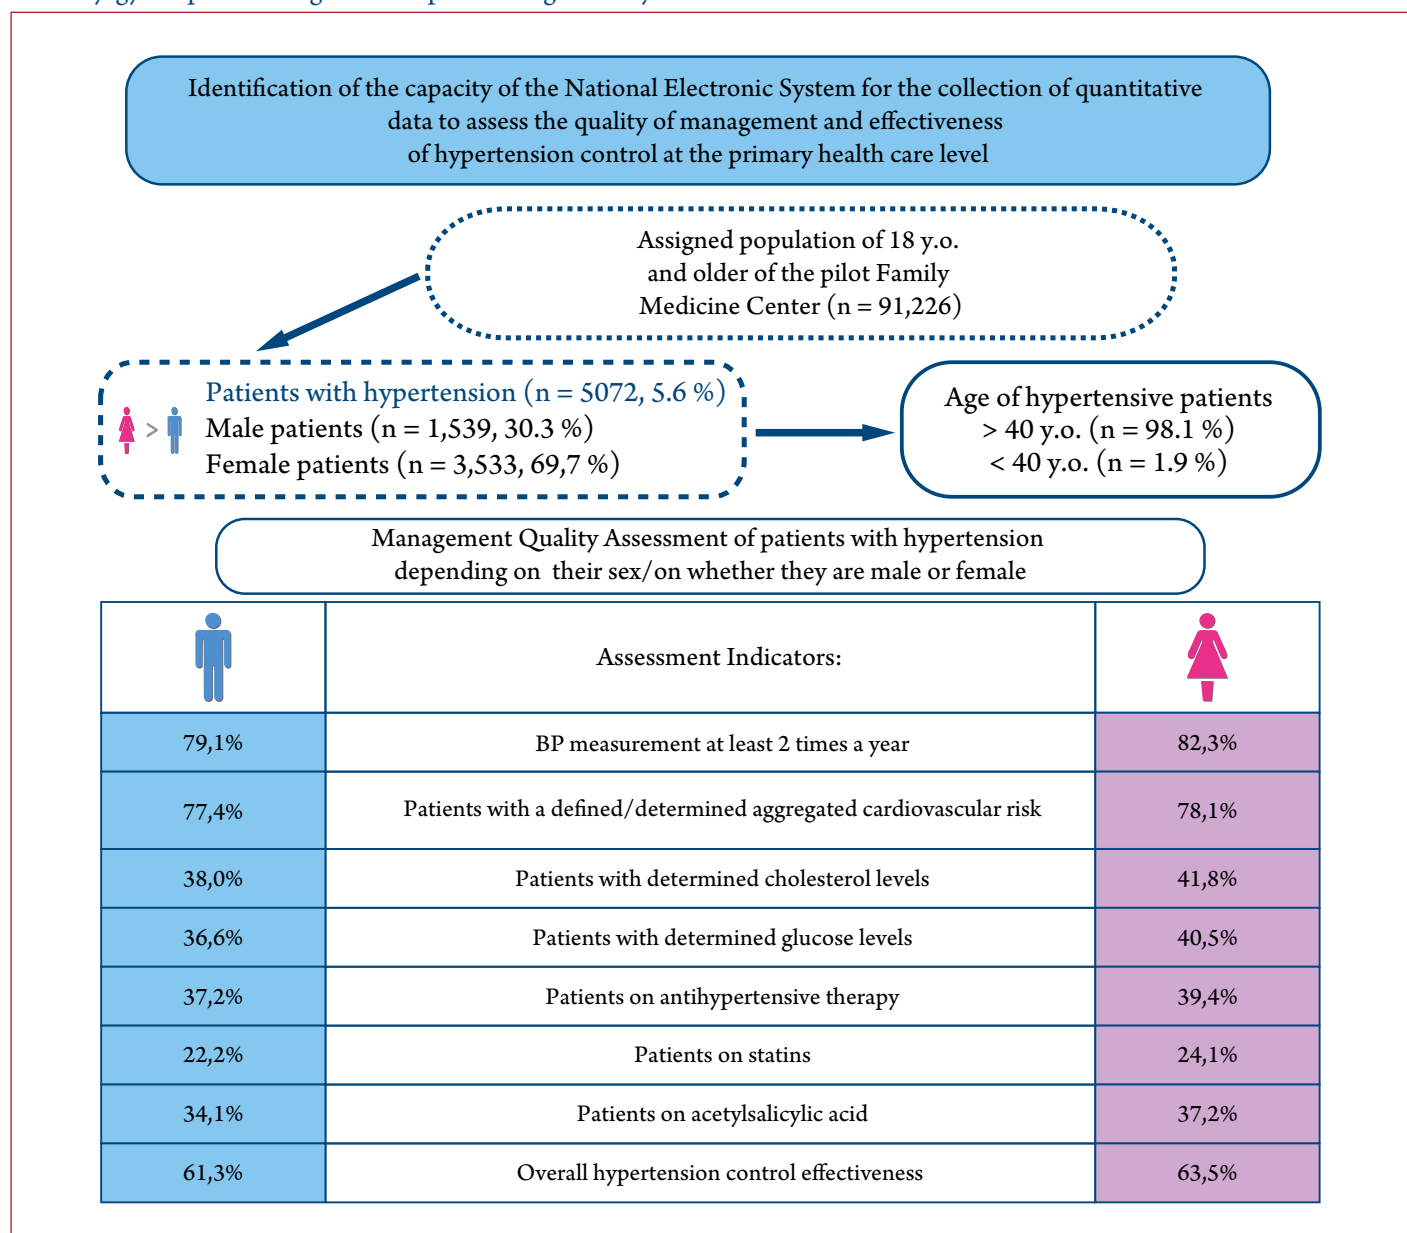 Identification of the capacity of the National Electronic System for the collection of quantitative
data to assess the quality of management and effectiveness
of hypertension control at the primary health care level
Assigned population of 18 y.o.
and older of the pilot Family
Medicine Center (n = 91,226)
Patients with hypertension (n = 5072, 5.6 %)
>
Male patients (n = 1,539, 30.3 %)
Female patients (n = 3,533, 69,7 %)
Age of hypertensive patients
> 40 y.o. (n = 98.1 %)
< 40 y.o. (n = 1.9 %)
Management Quality Assessment of patients with hypertension
depending on their sex/on whether they are male or female
Assessment Indicators:
79,1% BP measurement at least 2 times a year 82,3%
77,4% Patients with a defined/determined aggregated cardiovascular risk 78,1%
38,0% Patients with determined cholesterol levels 41,8%
36,6% Patients with determined glucose levels 40,5%
37,2% Patients on antihypertensive therapy 39,4%
22,2% Patients on statins 24,1%
34,1% Patients on acetylsalicylic acid 37,2%
61,3% Overall hypertension control effectiveness 63,5%